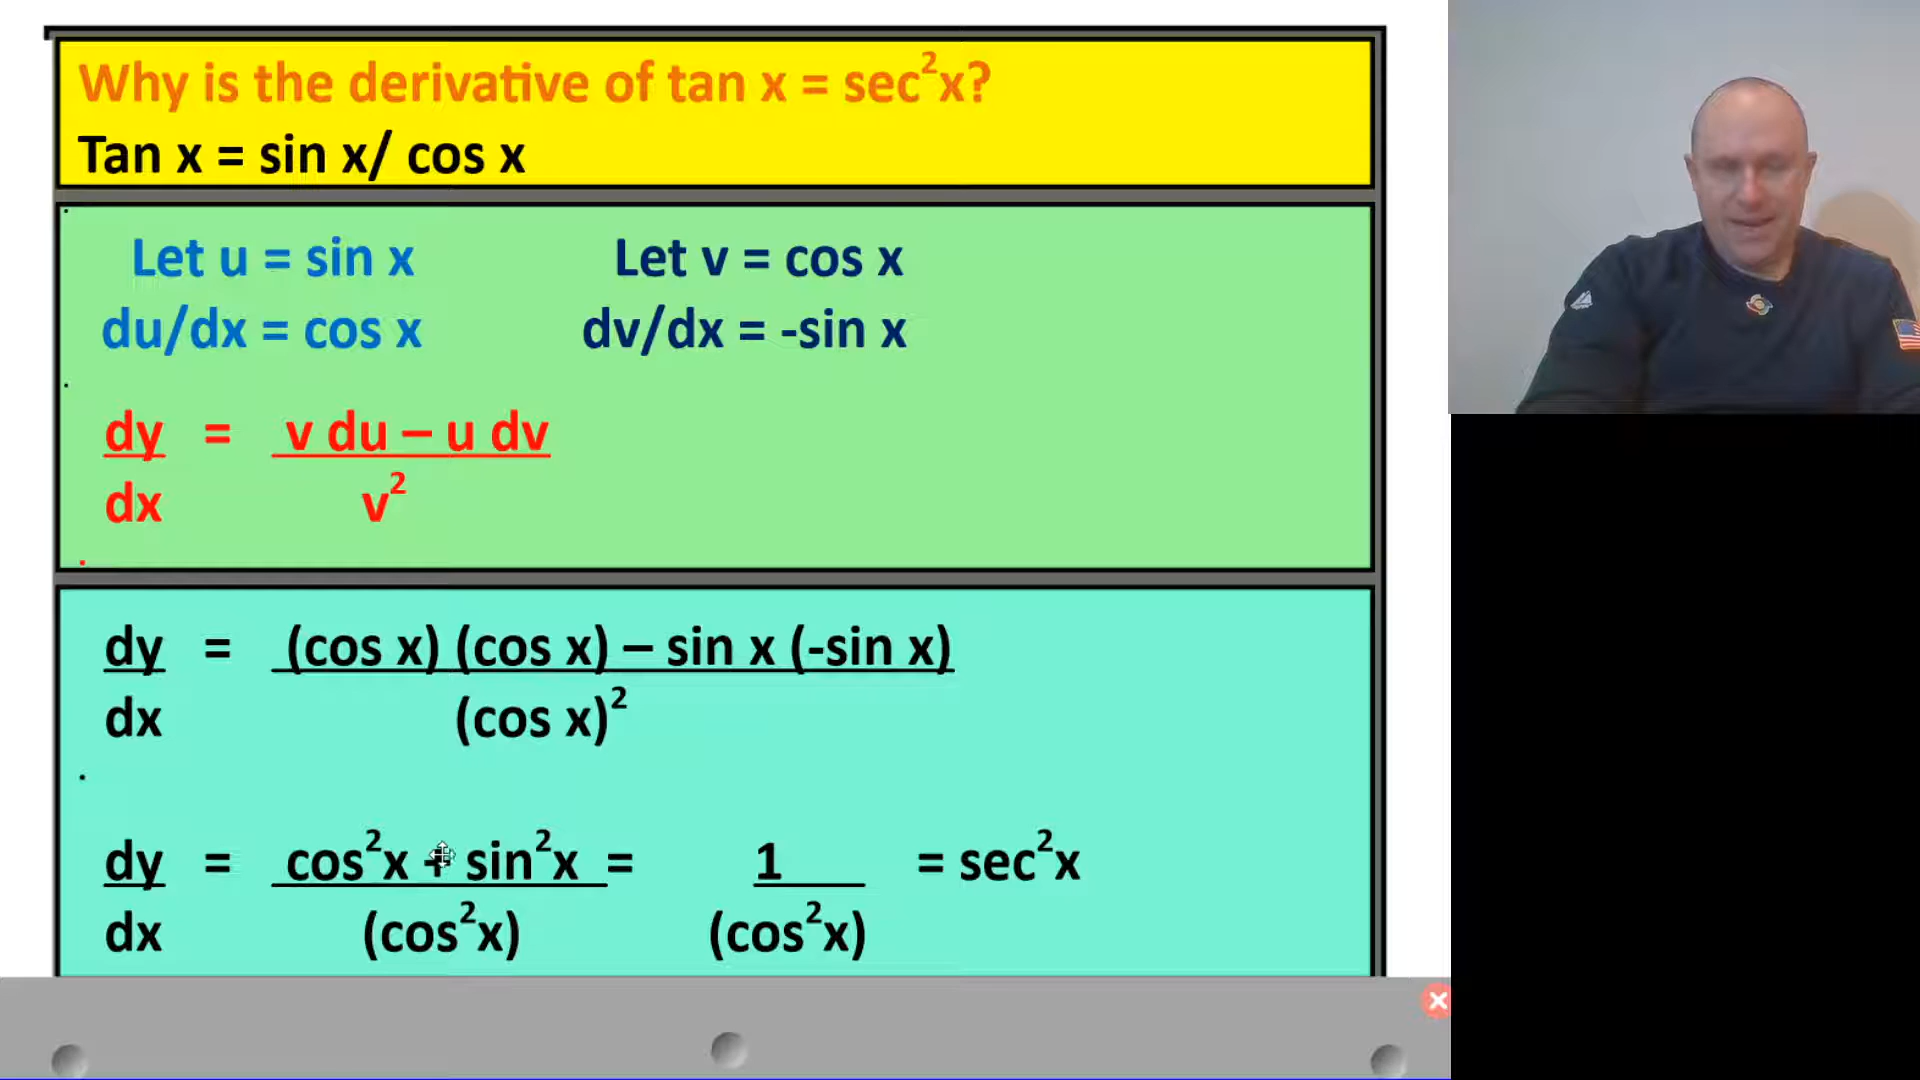 Why is the derivative of tan x = sec²x?
Tan x = sin x/ cos x
Let u = sin x Let v = cos x
du/dx = cos x dv/dx = -sin x
dy = v du – u dv
dx v²
dy = (cos x) (cos x) – sin x (-sin x)
dx (cos x)²
dy = cos²x + sin²x = 1 = sec²x
dx (cos²x) (cos²x)